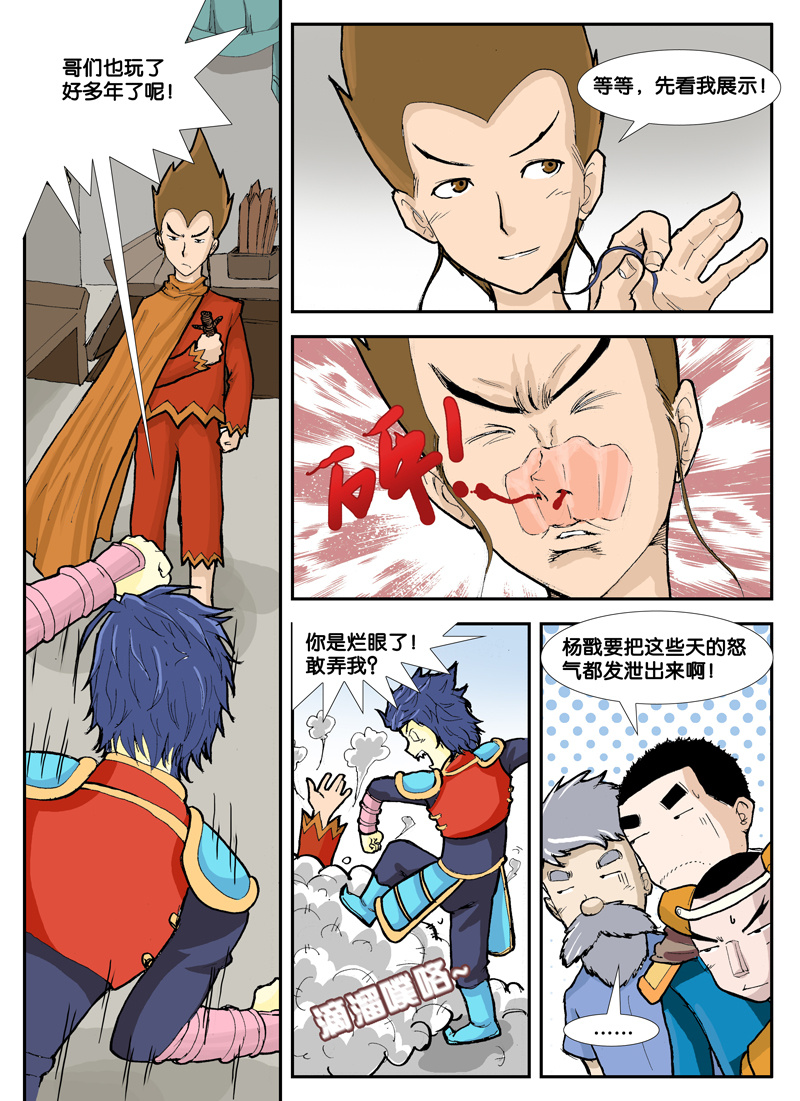 哥们也玩了
好多年了呢！
等等，先看我展示！
砰！
你是烂眼了！
敢弄我？
滴溜噗咯~
杨戬要把这些天的怒
气都发泄出来啊！
……